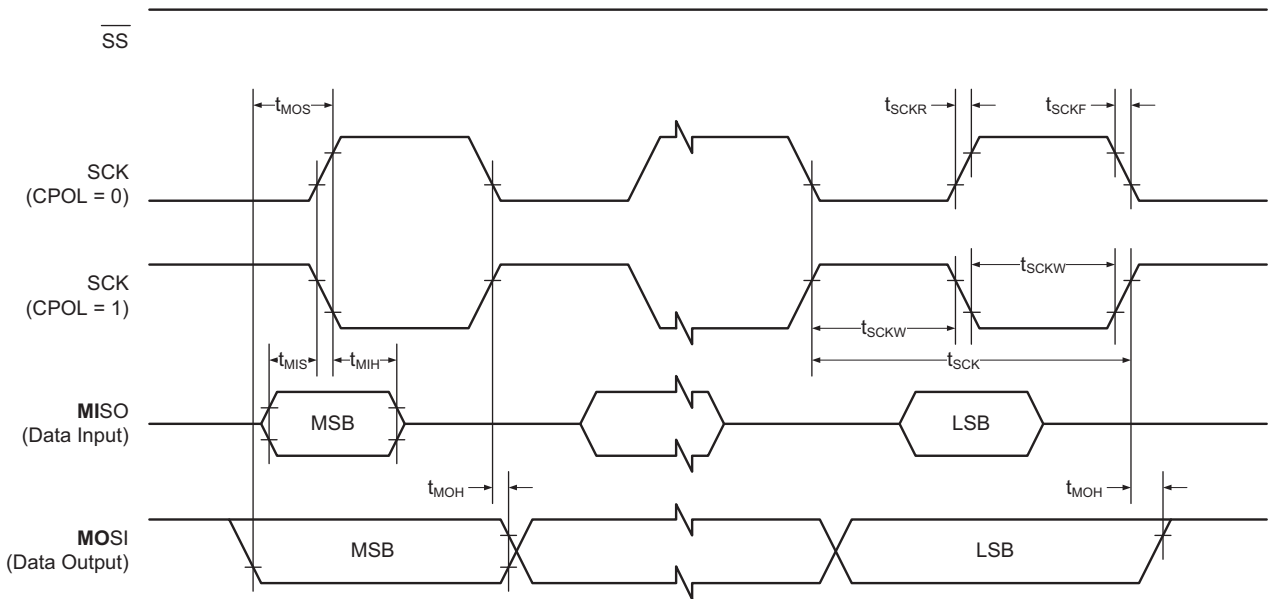 SS
tMOS
tSCKR
tSCKF
SCK
(CPOL = 0)
SCK
(CPOL = 1)
tSCKW
tSCKW
tSCK
tMIS
tMIH
MISO
(Data Input)
MSB
LSB
tMOH
tMOH
MOSI
(Data Output)
MSB
LSB